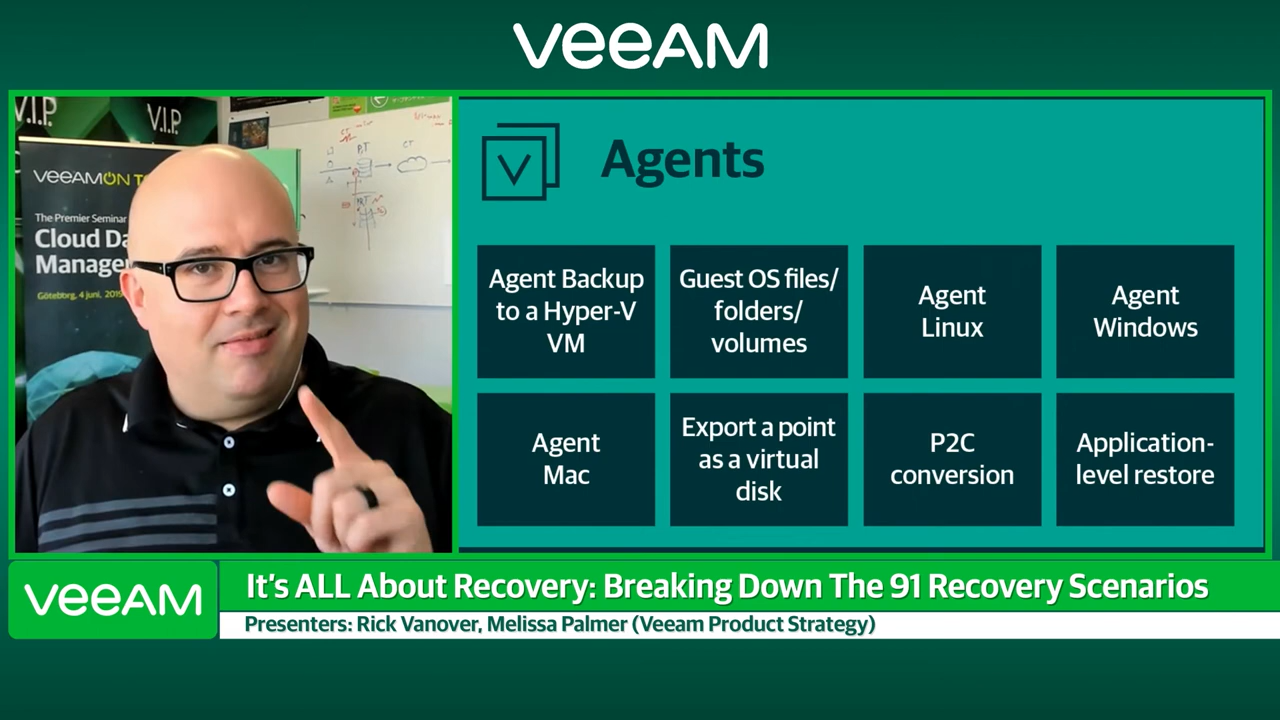 VEEAM
V.I.P.
V.I.P.
VEEAMON T
The Premier Seminar
Cloud Da
Manage
Göteborg, 4 juni, 2019
CT
CT
Agents
Agent Backup
to a Hyper-V
VM
Guest OS files/
folders/
volumes
Agent
Linux
Agent
Windows
Agent
Mac
Export a point
as a virtual
disk
P2C
conversion
Application-
level restore
VEEAM
It's ALL About Recovery: Breaking Down The 91 Recovery Scenarios
Presenters: Rick Vanover, Melissa Palmer (Veeam Product Strategy)